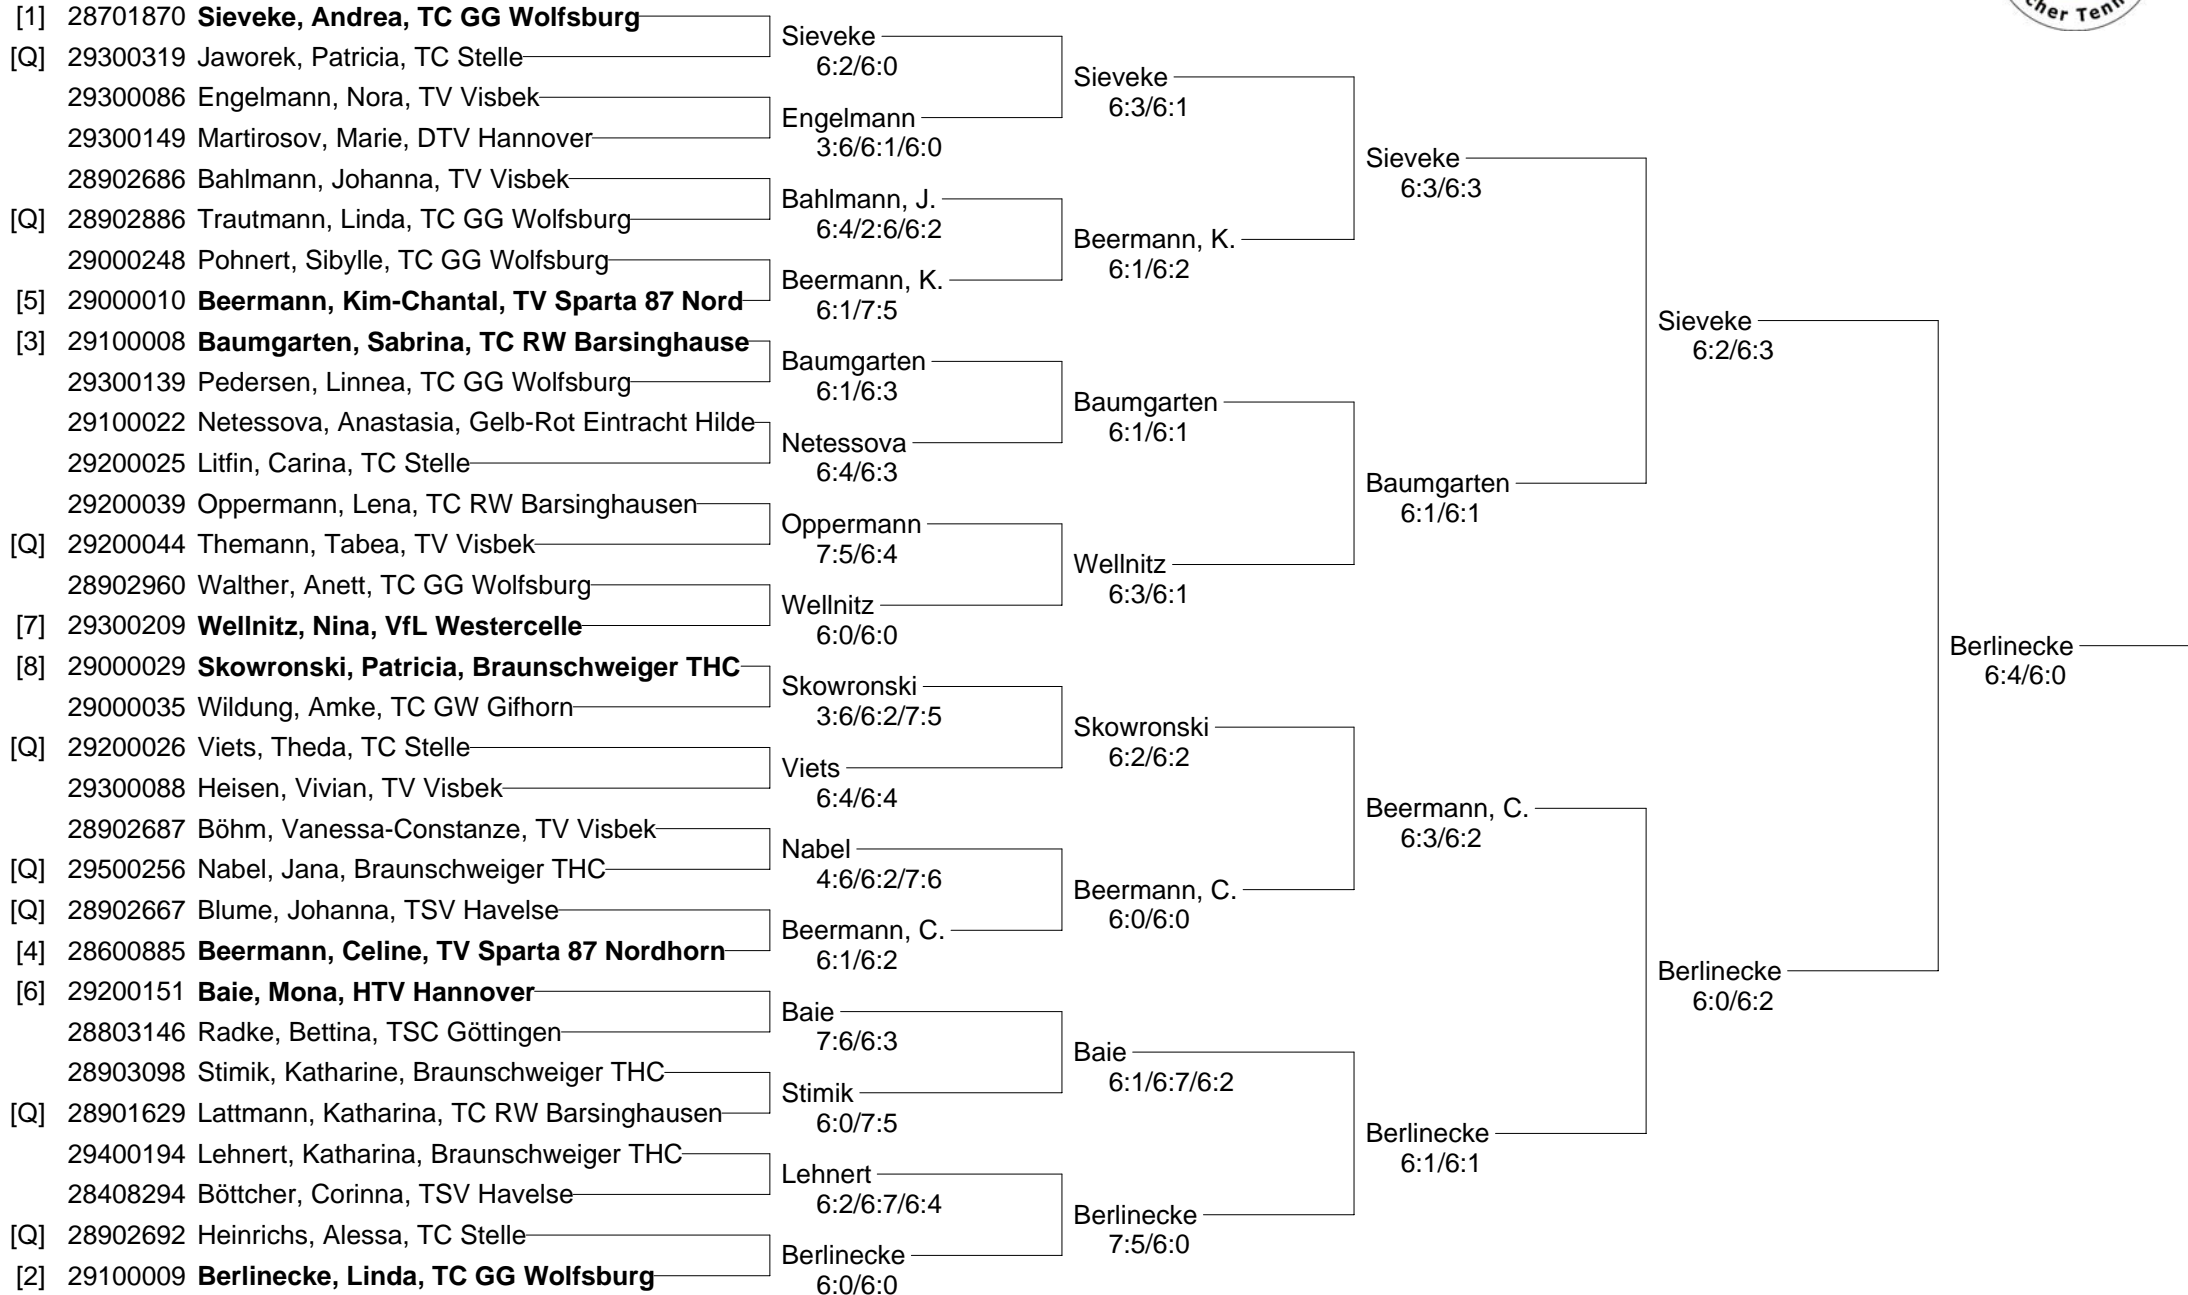 cher Tenn
[1] 28701870 Sieveke, Andrea, TC GG Wolfsburg
[Q] 29300319 Jaworek, Patricia, TC Stelle
29300086 Engelmann, Nora, TV Visbek
29300149 Martirosov, Marie, DTV Hannover
28902686 Bahlmann, Johanna, TV Visbek
[Q] 28902886 Trautmann, Linda, TC GG Wolfsburg
29000248 Pohnert, Sibylle, TC GG Wolfsburg
[5] 29000010 Beermann, Kim-Chantal, TV Sparta 87 Nord
[3] 29100008 Baumgarten, Sabrina, TC RW Barsinghause
29300139 Pedersen, Linnea, TC GG Wolfsburg
29100022 Netessova, Anastasia, Gelb-Rot Eintracht Hilde
29200025 Litfin, Carina, TC Stelle
29200039 Oppermann, Lena, TC RW Barsinghausen
[Q] 29200044 Themann, Tabea, TV Visbek
28902960 Walther, Anett, TC GG Wolfsburg
[7] 29300209 Wellnitz, Nina, VfL Westercelle
[8] 29000029 Skowronski, Patricia, Braunschweiger THC
29000035 Wildung, Amke, TC GW Gifhorn
[Q] 29200026 Viets, Theda, TC Stelle
29300088 Heisen, Vivian, TV Visbek
28902687 Böhm, Vanessa-Constanze, TV Visbek
[Q] 29500256 Nabel, Jana, Braunschweiger THC
[Q] 28902667 Blume, Johanna, TSV Havelse
[4] 28600885 Beermann, Celine, TV Sparta 87 Nordhorn
[6] 29200151 Baie, Mona, HTV Hannover
28803146 Radke, Bettina, TSC Göttingen
28903098 Stimik, Katharine, Braunschweiger THC
[Q] 28901629 Lattmann, Katharina, TC RW Barsinghausen
29400194 Lehnert, Katharina, Braunschweiger THC
28408294 Böttcher, Corinna, TSV Havelse
[Q] 28902692 Heinrichs, Alessa, TC Stelle
[2] 29100009 Berlinecke, Linda, TC GG Wolfsburg
Sieveke
6:2/6:0
Engelmann
3:6/6:1/6:0
Bahlmann, J.
6:4/2:6/6:2
Beermann, K.
6:1/7:5
Baumgarten
6:1/6:3
Netessova
6:4/6:3
Oppermann
7:5/6:4
Wellnitz
6:0/6:0
Skowronski
3:6/6:2/7:5
Viets
6:4/6:4
Nabel
4:6/6:2/7:6
Beermann, C.
6:1/6:2
Baie
7:6/6:3
Stimik
6:0/7:5
Lehnert
6:2/6:7/6:4
Berlinecke
6:0/6:0
Sieveke
6:3/6:1
Beermann, K.
6:1/6:2
Baumgarten
6:1/6:1
Wellnitz
6:3/6:1
Skowronski
6:2/6:2
Beermann, C.
6:0/6:0
Baie
6:1/6:7/6:2
Berlinecke
7:5/6:0
Sieveke
6:3/6:3
Baumgarten
6:1/6:1
Beermann, C.
6:3/6:2
Berlinecke
6:1/6:1
Sieveke
6:2/6:3
Berlinecke
6:0/6:2
Berlinecke
6:4/6:0